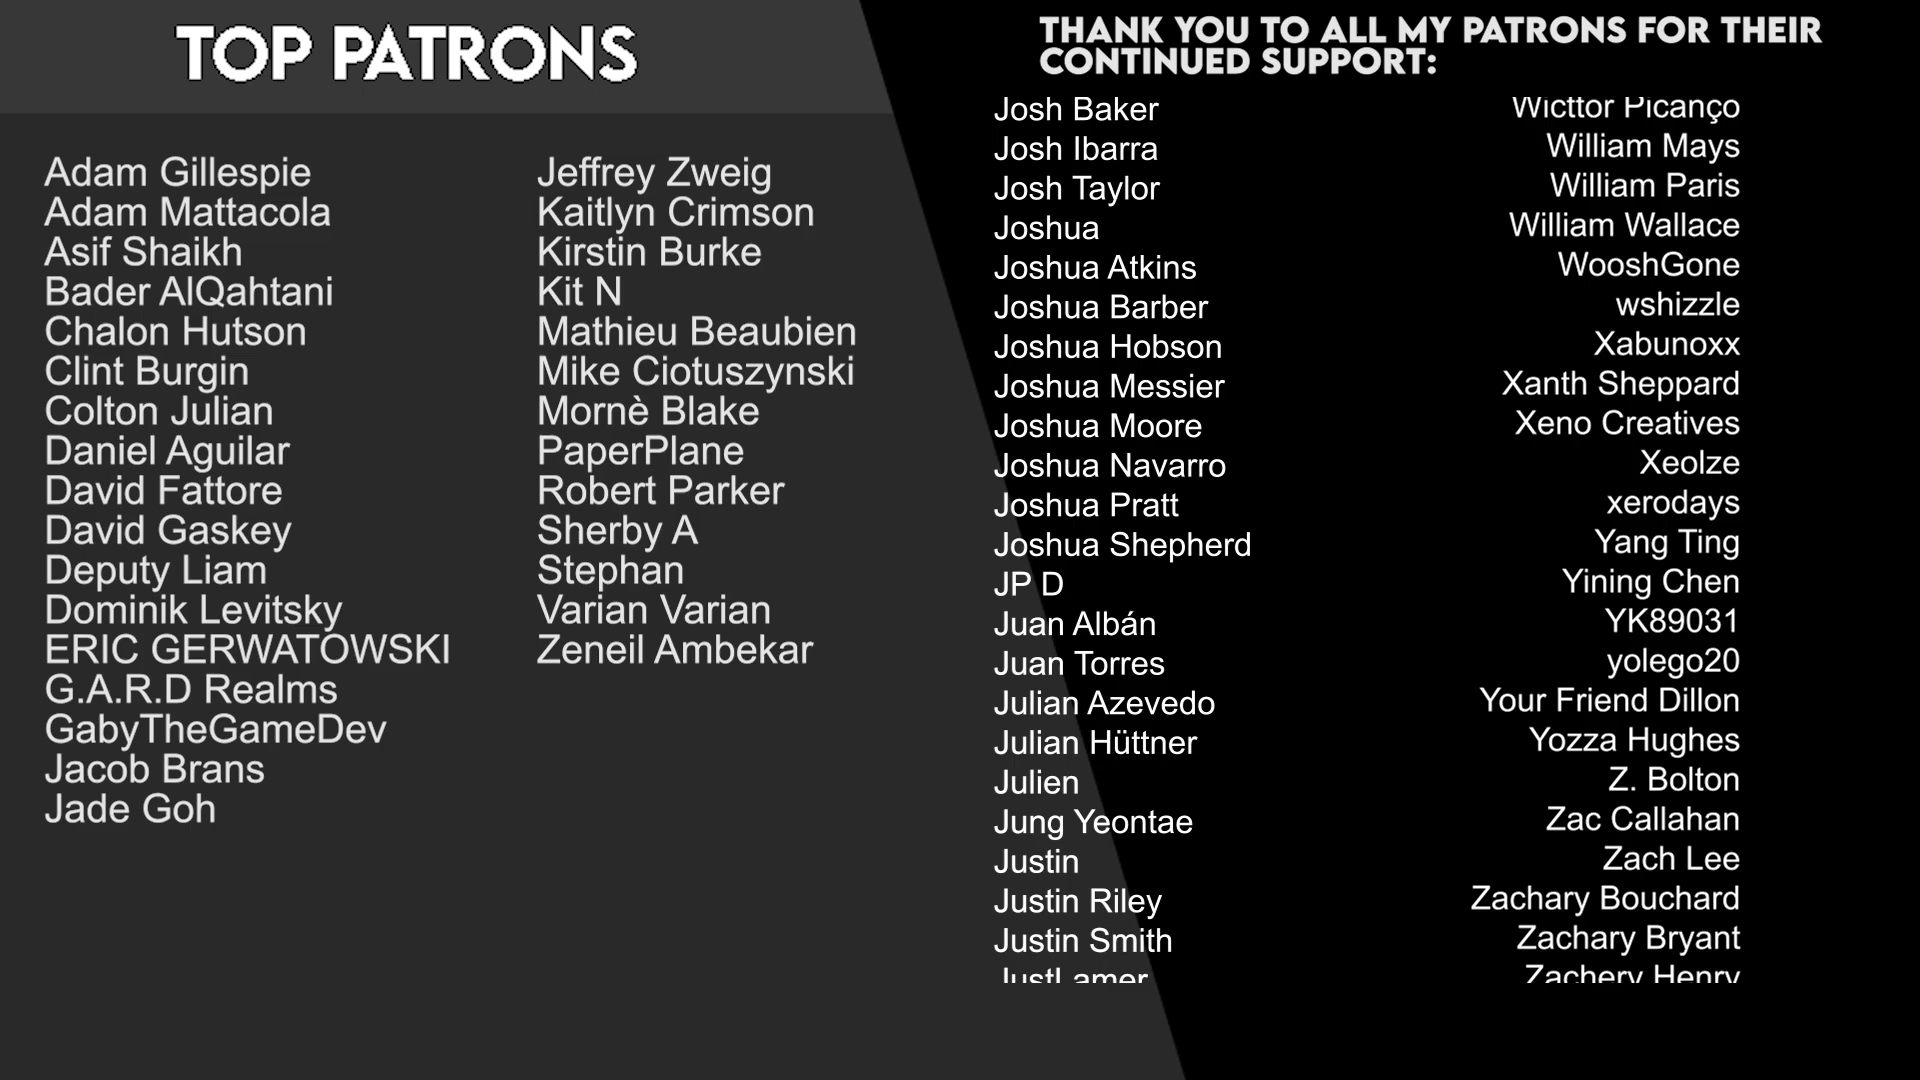 TOP PATRONS
Adam Gillespie
Adam Mattacola
Asif Shaikh
Bader AlQahtani
Chalon Hutson
Clint Burgin
Colton Julian
Daniel Aguilar
David Fattore
David Gaskey
Deputy Liam
Dominik Levitsky
ERIC GERWATOWSKI
G.A.R.D Realms
GabyTheGameDev
Jacob Brans
Jade Goh
Jeffrey Zweig
Kaitlyn Crimson
Kirstin Burke
Kit N
Mathieu Beaubien
Mike Ciotuszynski
Mornè Blake
PaperPlane
Robert Parker
Sherby A
Stephan
Varian Varian
Zeneil Ambekar
THANK YOU TO ALL MY PATRONS FOR THEIR
CONTINUED SUPPORT:
Josh Baker
Josh Ibarra
Josh Taylor
Joshua
Joshua Atkins
Joshua Barber
Joshua Hobson
Joshua Messier
Joshua Moore
Joshua Navarro
Joshua Pratt
Joshua Shepherd
JP D
Juan Albán
Juan Torres
Julian Azevedo
Julian Hüttner
Julien
Jung Yeontae
Justin
Justin Riley
Justin Smith
JustLamer
Wicttor Picanço
William Mays
William Paris
William Wallace
WooshGone
wshizzle
Xabunoxx
Xanth Sheppard
Xeno Creatives
Xeolze
xerodays
Yang Ting
Yining Chen
YK89031
yolego20
Your Friend Dillon
Yozza Hughes
Z. Bolton
Zac Callahan
Zach Lee
Zachary Bouchard
Zachary Bryant
Zachery Henry